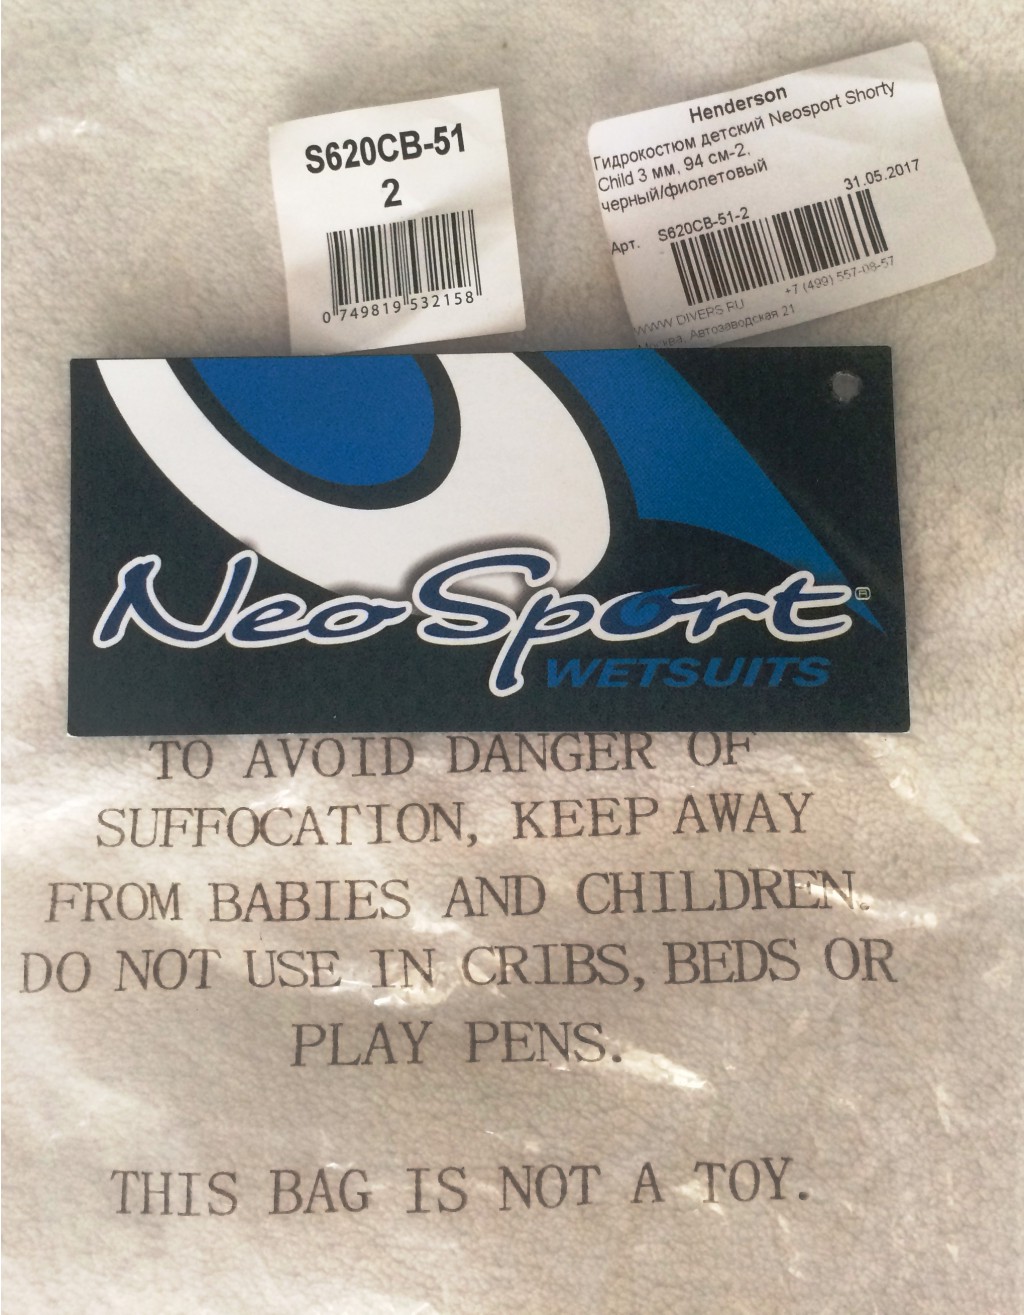 S620CB-51
2
0 749819 532158
Henderson
Гидрокостюм детский Neosport Shorty
Child 3 мм, 94 см-2,
черный/фиолетовый
31.05.2017
Арт. S620CB-51-2
+7 (499) 557-08-57
WWW DIVERS.RU
Москва, Автозаводская 21
NeoSport®
WETSUITS
TO AVOID DANGER OF
SUFFOCATION, KEEP AWAY
FROM BABIES AND CHILDREN.
DO NOT USE IN CRIBS, BEDS OR
PLAY PENS.
THIS BAG IS NOT A TOY.